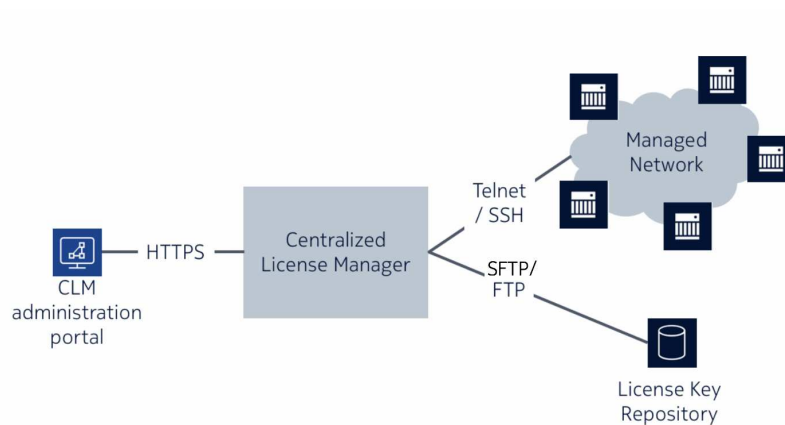 Managed
Network
Telnet
/ SSH
HTTPS
Centralized
License Manager
SFTP/
FTP
CLM
administration
portal
License Key
Repository